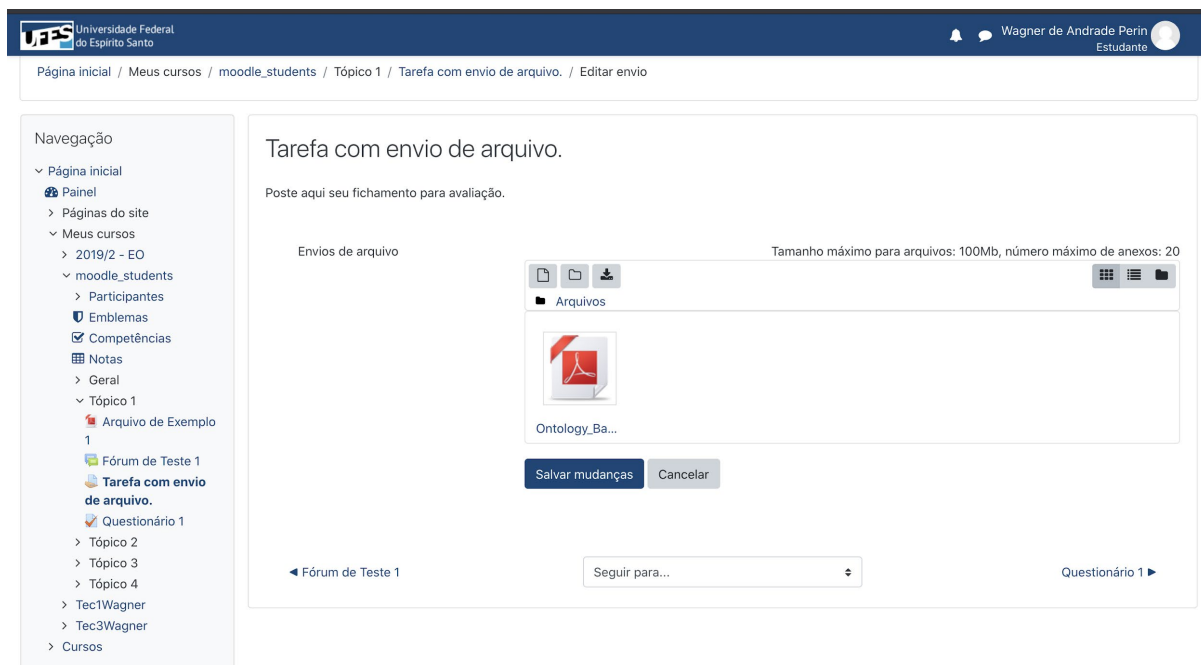 UFES Universidade Federal
do Espírito Santo
Wagner de Andrade Perin
Estudante
Página inicial / Meus cursos / moodle_students / Tópico 1 / Tarefa com envio de arquivo. / Editar envio
Navegação
Página inicial
Painel
Páginas do site
Meus cursos
2019/2 - EO
moodle_students
Participantes
Emblemas
Competências
Notas
Geral
Tópico 1
Arquivo de Exemplo
1
Fórum de Teste 1
Tarefa com envio
de arquivo.
Questionário 1
Tópico 2
Tópico 3
Tópico 4
Tec1Wagner
Tec3Wagner
Cursos
Tarefa com envio de arquivo.
Poste aqui seu fichamento para avaliação.
Envios de arquivo
Tamanho máximo para arquivos: 100Mb, número máximo de anexos: 20
Arquivos
Ontology_Ba...
Salvar mudanças Cancelar
◄ Fórum de Teste 1
Seguir para...
Questionário 1 ►